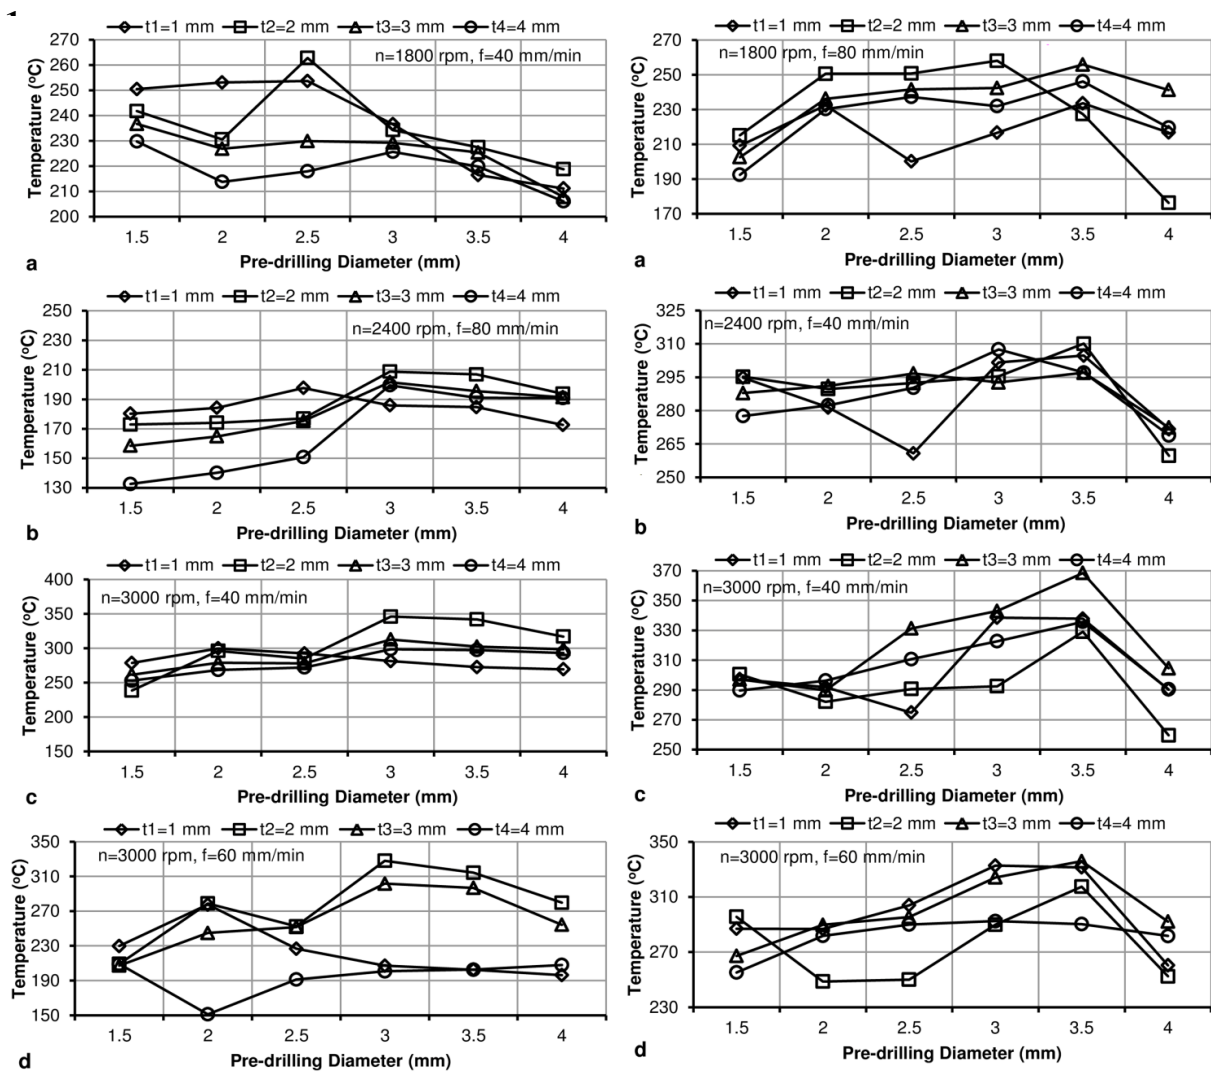 t1=1 mm t2=2 mm t3=3 mm t4=4 mm
n=1800 rpm, f=40 mm/min
Temperature (ºC)
270
260
250
240
230
220
210
200
1.5 2 2.5 3 3.5 4
Pre-drilling Diameter (mm)
a
t1=1 mm t2=2 mm t3=3 mm t4=4 mm
n=1800 rpm, f=80 mm/min
Temperature (ºC)
270
250
230
210
190
170
1.5 2 2.5 3 3.5 4
Pre-drilling Diameter (mm)
a
t1=1 mm t2=2 mm t3=3 mm t4=4 mm
n=2400 rpm, f=80 mm/min
Temperature (ºC)
250
230
210
190
170
150
130
1.5 2 2.5 3 3.5 4
Pre-drilling Diameter (mm)
b
t1=1 mm t2=2 mm t3=3 mm t4=4 mm
n=2400 rpm, f=40 mm/min
Temperature (ºC)
325
310
295
280
265
250
1.5 2 2.5 3 3.5 4
Pre-drilling Diameter (mm)
b
t1=1 mm t2=2 mm t3=3 mm t4=4 mm
n=3000 rpm, f=40 mm/min
Temperature (ºC)
400
350
300
250
200
150
1.5 2 2.5 3 3.5 4
Pre-drilling Diameter (mm)
c
t1=1 mm t2=2 mm t3=3 mm t4=4 mm
n=3000 rpm, f=40 mm/min
Temperature (ºC)
370
350
330
310
290
270
250
1.5 2 2.5 3 3.5 4
Pre-drilling Diameter (mm)
c
t1=1 mm t2=2 mm t3=3 mm t4=4 mm
n=3000 rpm, f=60 mm/min
Temperature (ºC)
350
310
270
230
190
150
1.5 2 2.5 3 3.5 4
Pre-drilling Diameter (mm)
d
t1=1 mm t2=2 mm t3=3 mm t4=4 mm
n=3000 rpm, f=60 mm/min
Temperature (ºC)
350
310
270
230
1.5 2 2.5 3 3.5 4
Pre-drilling Diameter (mm)
d